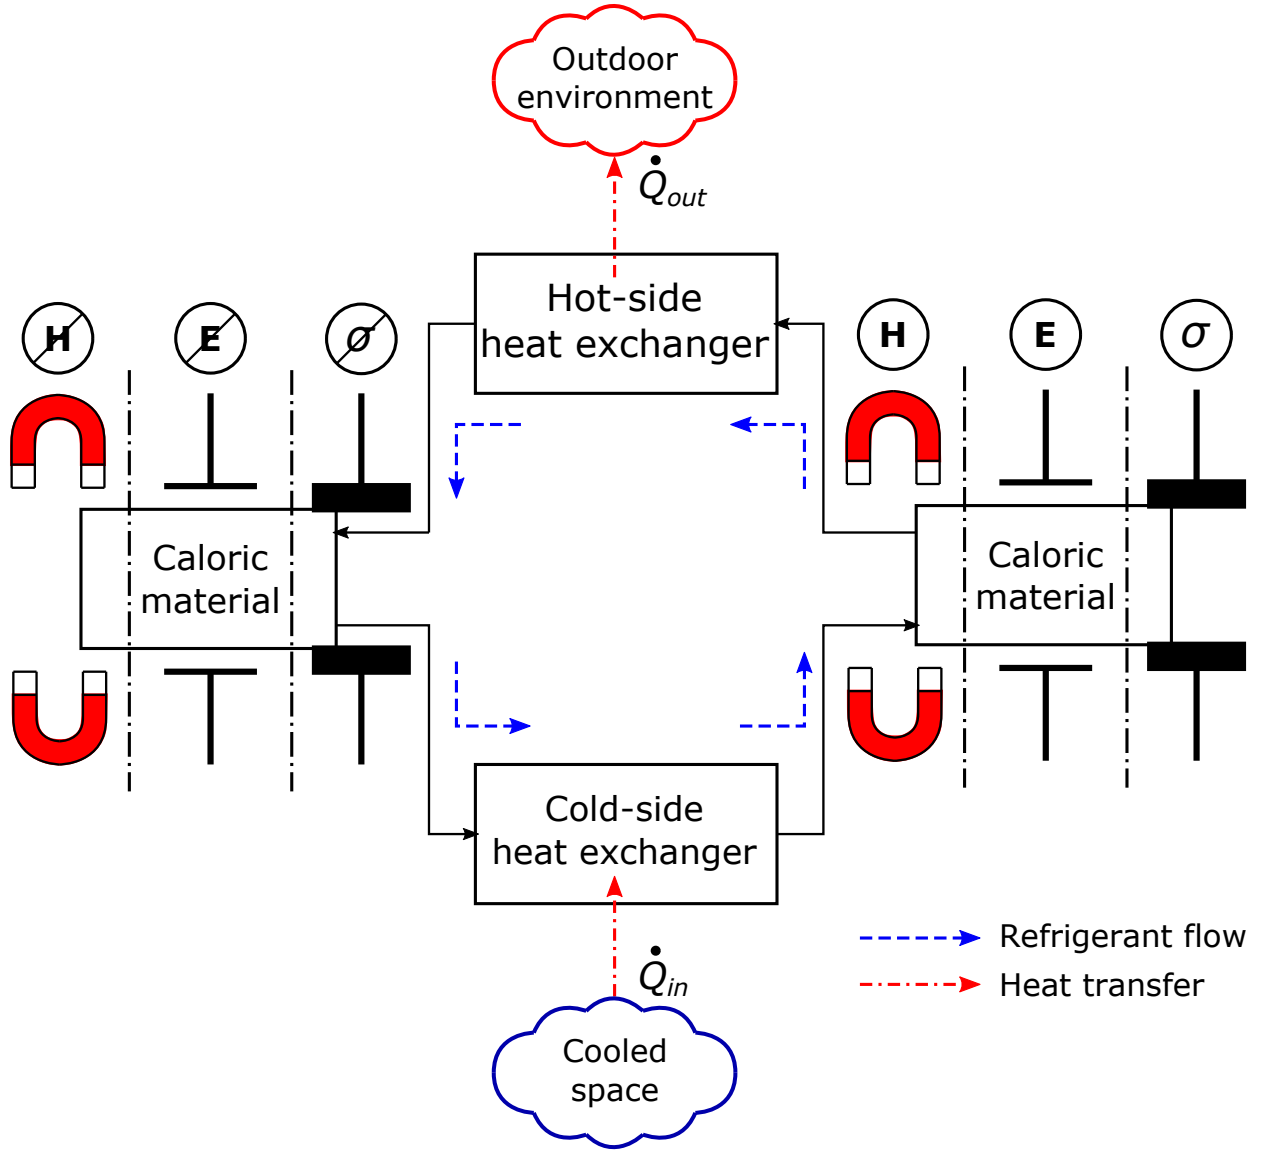 Outdoor
environment
Q̇out
Hot-side
heat exchanger
H
E
σ
H
E
σ
Caloric
material
Caloric
material
Cold-side
heat exchanger
Refrigerant flow
Heat transfer
Q̇in
Cooled
space